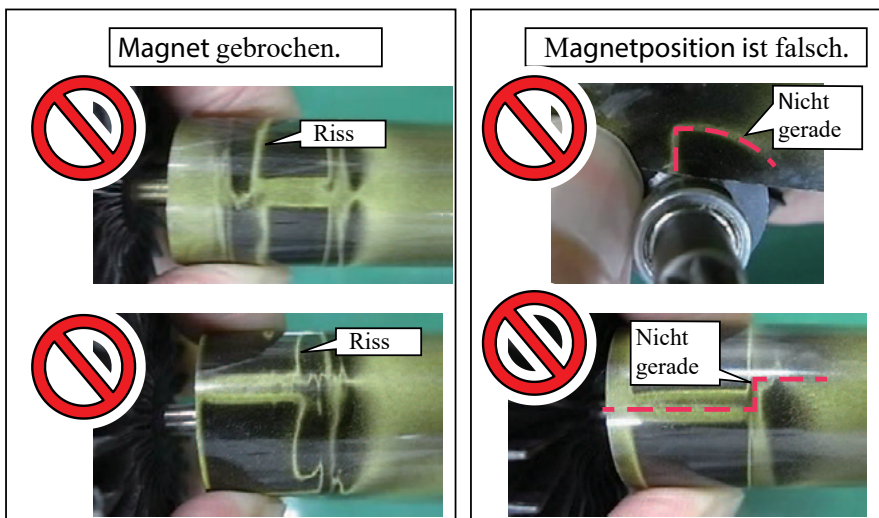 Magnet gebrochen.
Riss
Riss
Magnetposition ist falsch.
Nicht
gerade
Nicht
gerade